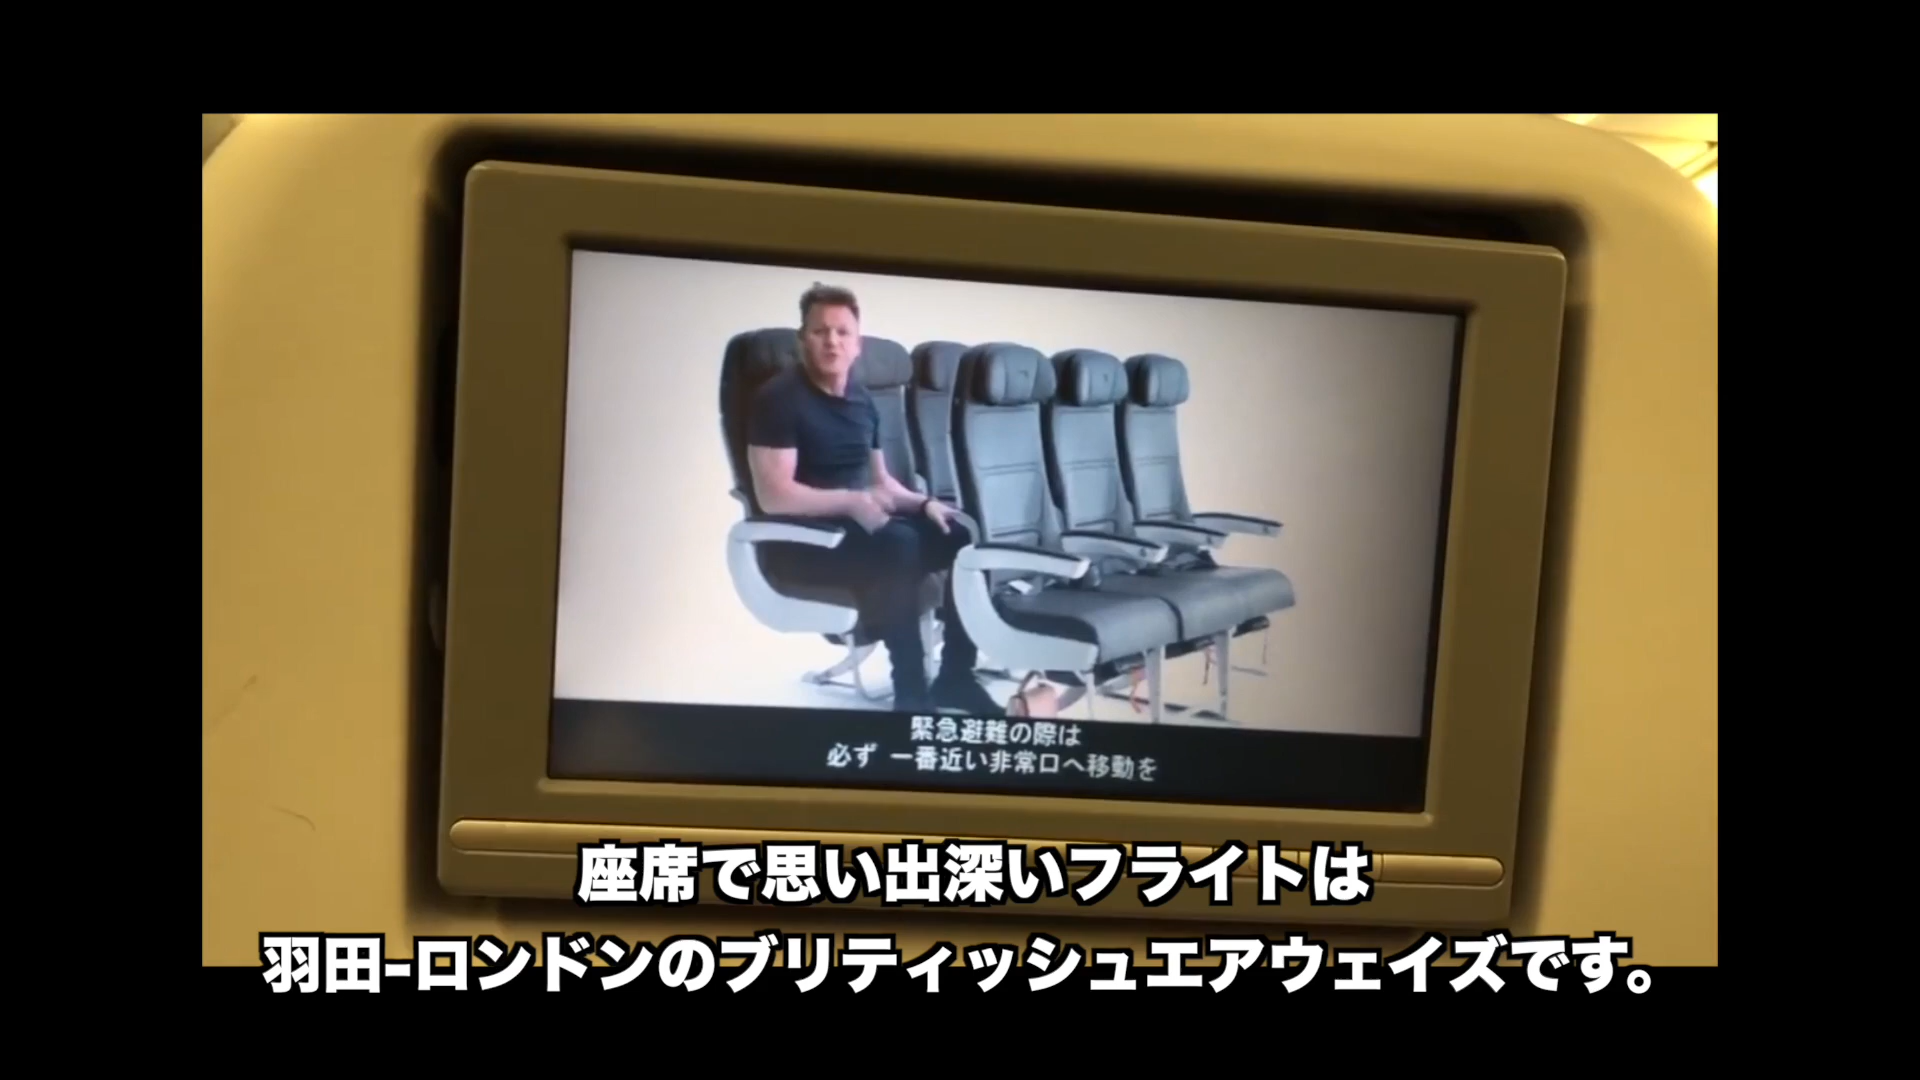 緊急避難の際は
必ず 一番近い非常口へ移動を
座席で思い出深いフライトは
羽田-ロンドンのブリティッシュエアウェイズです。